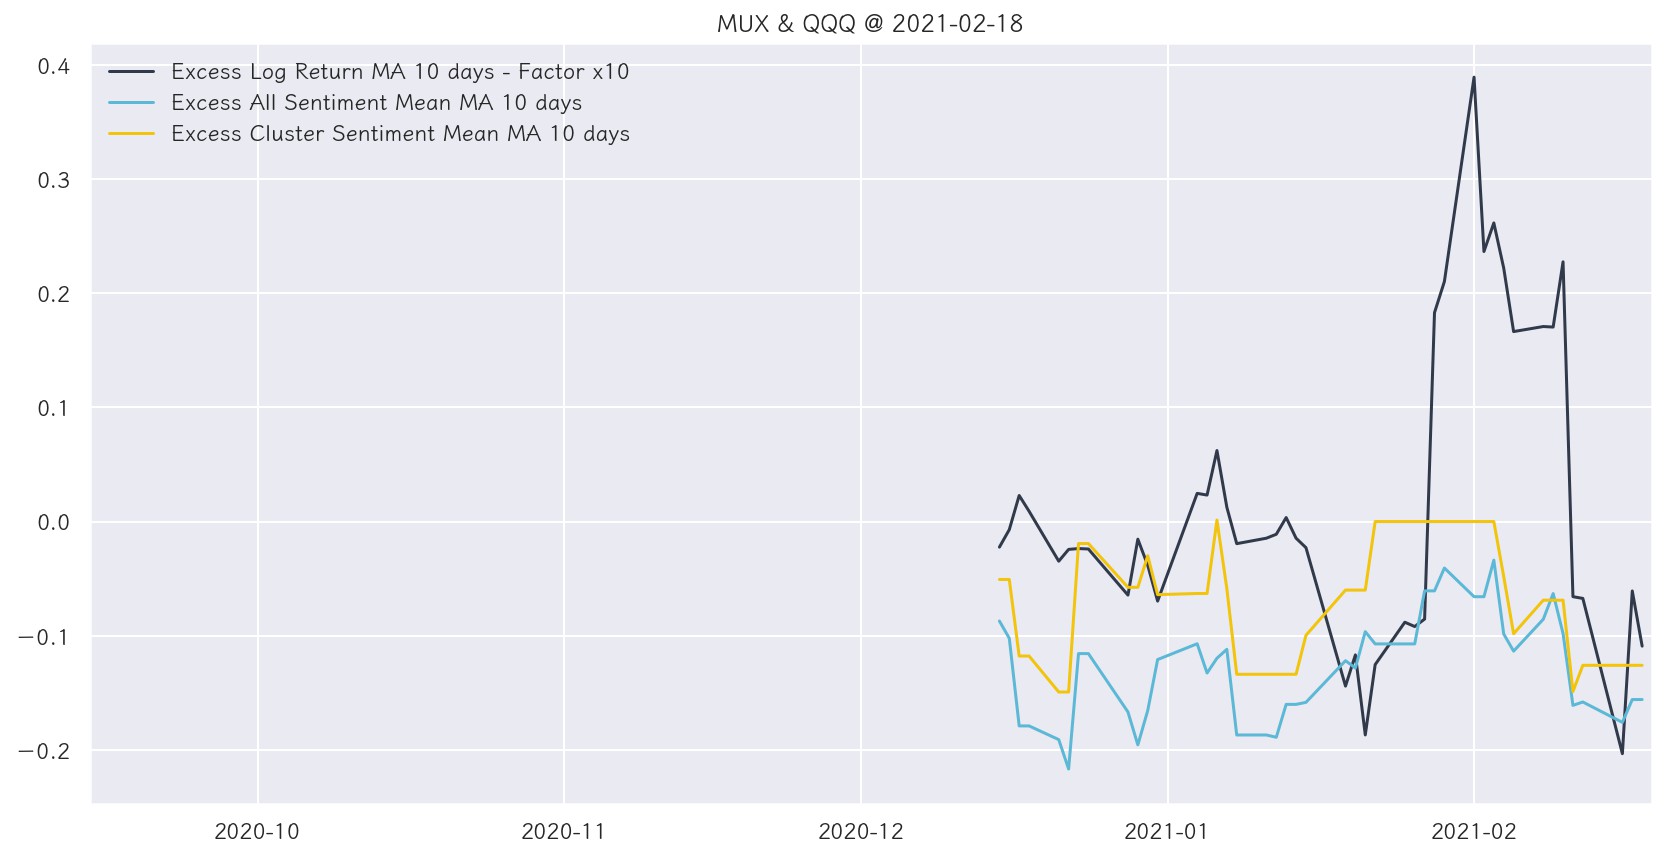 MUX & QQQ @ 2021-02-18
Excess Log Return MA 10 days - Factor x10
Excess All Sentiment Mean MA 10 days
Excess Cluster Sentiment Mean MA 10 days
0.4
0.3
0.2
0.1
0.0
−0.1
−0.2
2020-10 2020-11 2020-12 2021-01 2021-02